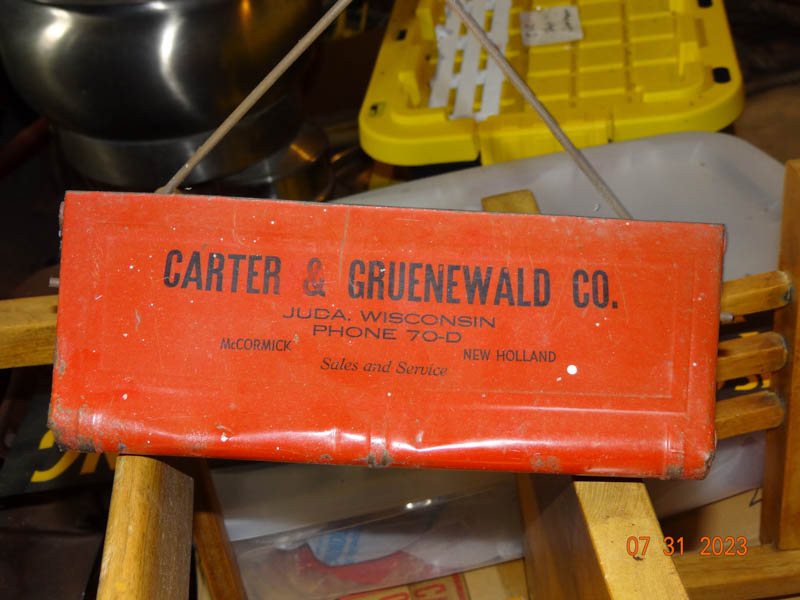 CARTER & GRUENEWALD CO.
JUDA, WISCONSIN
PHONE 70-D
McCORMICK
NEW HOLLAND
Sales and Service
07 31 2023